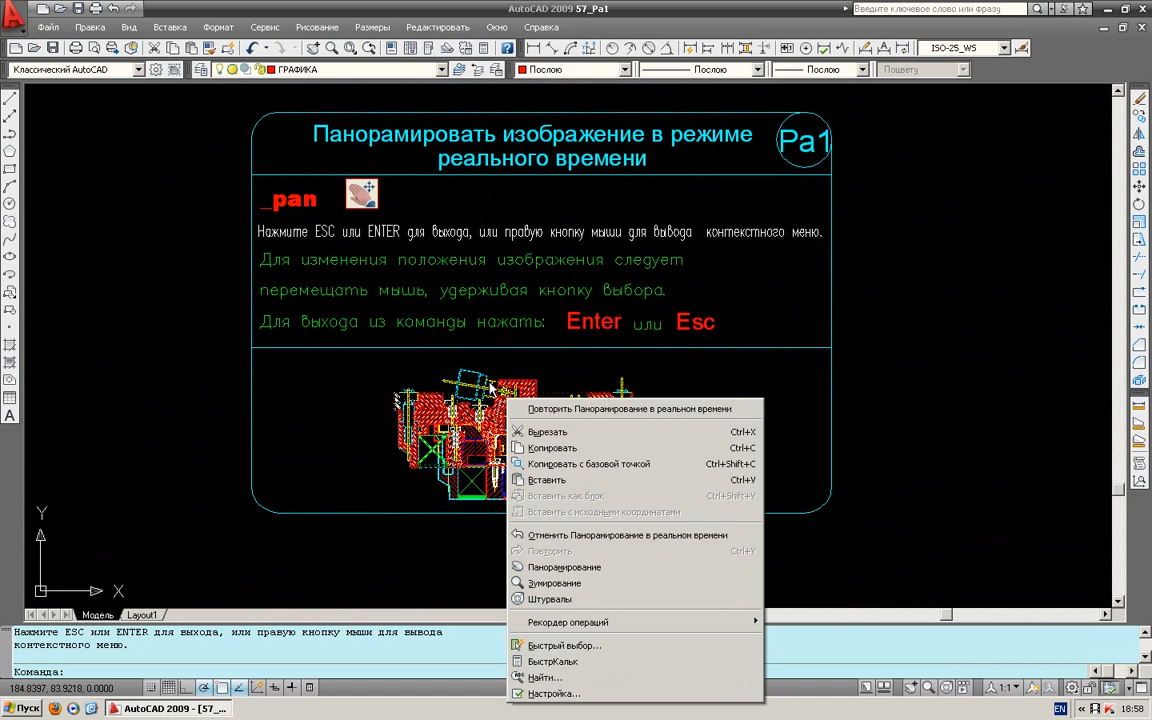 AutoCAD 2009 57_Pa1
Введите ключевое слово или фразу
Файл Правка Вид Вставка Формат Сервис Рисование Размеры Редактировать Окно Справка
ISO-25_WS
Классический AutoCAD
ГРАФИКА
Послою
Послою
Послою
Поцвету
Панорамировать изображение в режиме
реального времени
Pa1
_pan
Нажмите ESC или ENTER для выхода, или правую кнопку мыши для вывода контекстного меню.
Для изменения положения изображения следует
перемещать мышь, удерживая кнопку выбора.
Для выхода из команды нажать: Enter или Esc
Повторить Панорамирование в реальном времени
Вырезать Ctrl+X
Копировать Ctrl+C
Копировать с базовой точкой Ctrl+Shift+C
Вставить Ctrl+V
Вставить как блок Ctrl+Shift+V
Вставить с исходными координатами
Отменить Панорамирование в реальном времени
Повторить Ctrl+Y
Панорамирование
Зумирование
Штурвалы
Рекордер операций
Быстрый выбор...
БыстрКальк
Найти...
Настройка...
Y
X
Модель Layout1
Нажмите ESC или ENTER для выхода, или правую кнопку мыши для вывода
контекстного меню.
Команда:
184.8397, 83.9218, 0.0000
1:1
Пуск
AutoCAD 2009 - [57_...
EN
18:58